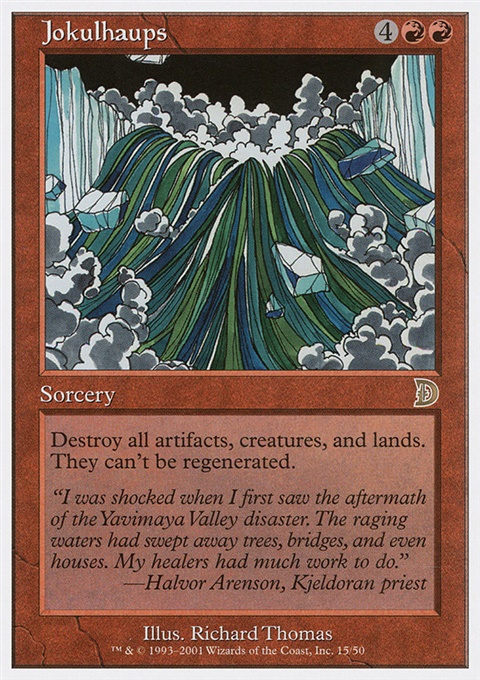 Jokulhaups 4
Sorcery
Destroy all artifacts, creatures, and lands.
They can't be regenerated.
"I was shocked when I first saw the aftermath
of the Yavimaya Valley disaster. The raging
waters had swept away trees, bridges, and even
houses. My healers had much work to do."
—Halvor Arenson, Kjeldoran priest
Illus. Richard Thomas
™ & © 1993–2001 Wizards of the Coast, Inc. 15/50